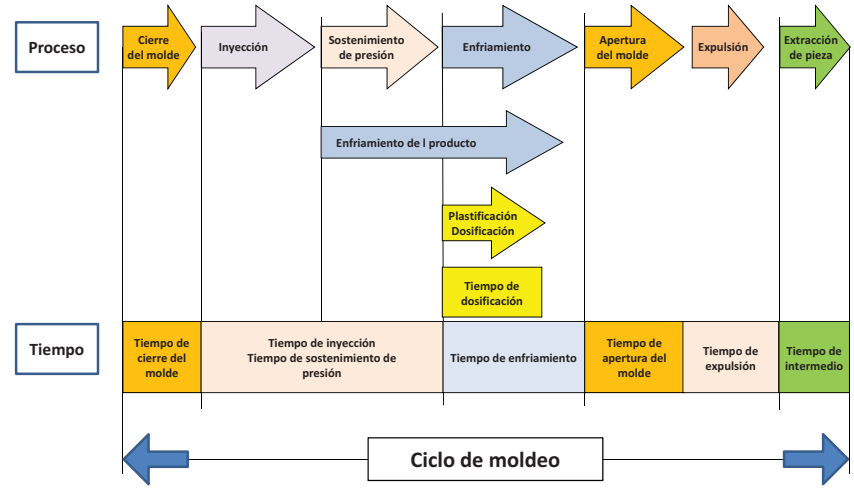 Proceso
Cierre
del molde
Inyección
Sostenimiento
de presión
Enfriamiento
Apertura
del molde
Expulsión
Extracción
de pieza
Enfriamiento de l producto
Plastificación
Dosificación
Tiempo de
dosificación
Tiempo
Tiempo de
cierre del
molde
Tiempo de inyección
Tiempo de sostenimiento de
presión
Tiempo de enfriamiento
Tiempo de
apertura del
molde
Tiempo de
expulsión
Tiempo de
intermedio
Ciclo de moldeo